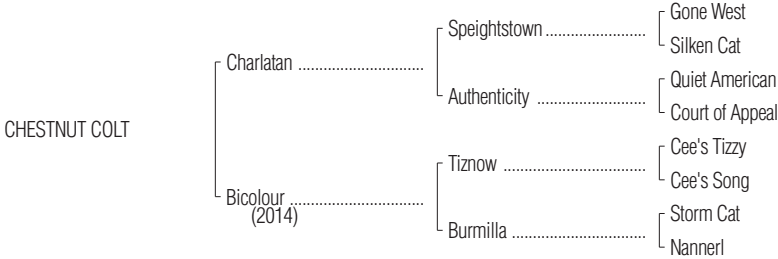 Gone West
Speightstown
Silken Cat
Charlatan
Quiet American
Authenticity
Court of Appeal
CHESTNUT COLT
Cee's Tizzy
Tiznow
Cee's Song
Bicolour
(2014)
Storm Cat
Burmilla
Nannerl